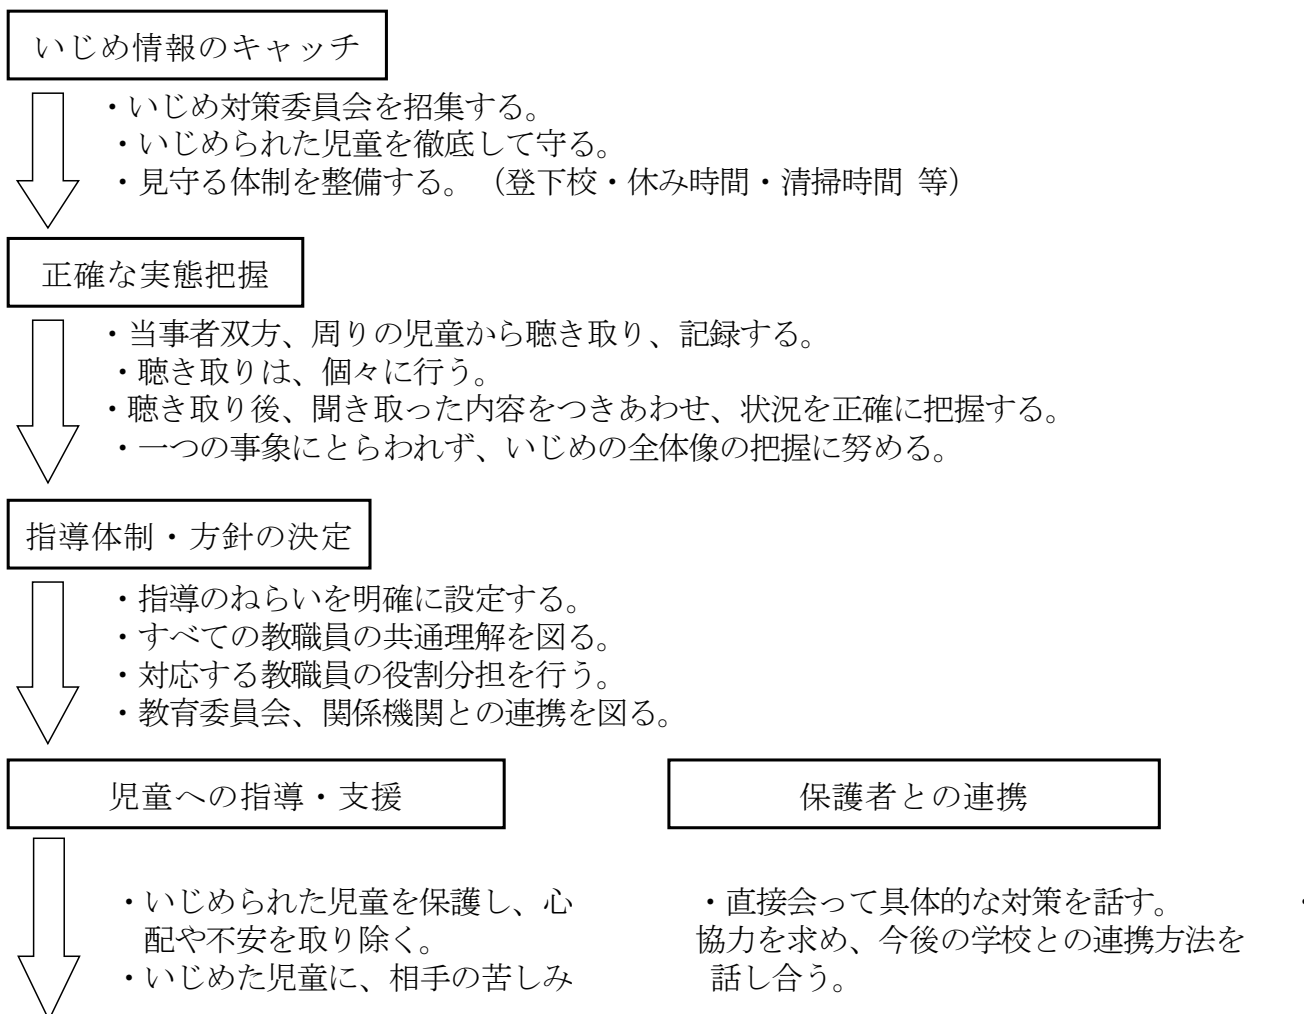 いじめ情報のキャッチ
・いじめ対策委員会を招集する。
・いじめられた児童を徹底して守る。
・見守る体制を整備する。（登下校・休み時間・清掃時間 等）
正確な実態把握
・当事者双方、周りの児童から聴き取り、記録する。
・聴き取りは、個々に行う。
・聴き取り後、聞き取った内容をつきあわせ、状況を正確に把握する。
・一つの事象にとらわれず、いじめの全体像の把握に努める。
指導体制・方針の決定
・指導のねらいを明確に設定する。
・すべての教職員の共通理解を図る。
・対応する教職員の役割分担を行う。
・教育委員会、関係機関との連携を図る。
児童への指導・支援
・いじめられた児童を保護し、心
配や不安を取り除く。
・いじめた児童に、相手の苦しみ
保護者との連携
・直接会って具体的な対策を話す。
協力を求め、今後の学校との連携方法を
話し合う。
・